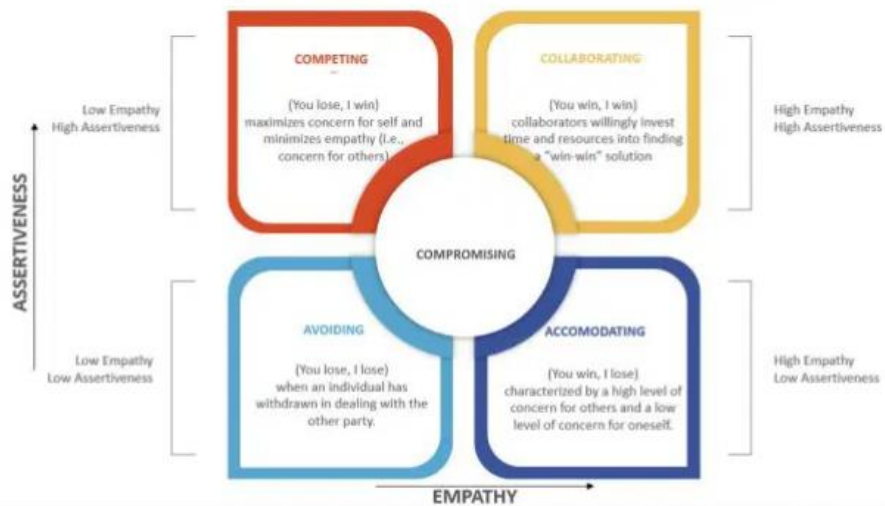 COMPETING
(You lose, I win)
maximizes concern for self and
minimizes empathy (i.e.,
concern for others)
COLLABORATING
(You win, I win)
collaborators willingly invest
time and resources into finding
a "win-win" solution
Low Empathy
High Assertiveness
High Empathy
High Assertiveness
ASSERTIVENESS
COMPROMISING
AVOIDING
(You lose, I lose)
when an individual has
withdrawn in dealing with the
other party.
ACCOMODATING
(You win, I lose)
characterized by a high level of
concern for others and a low
level of concern for oneself.
Low Empathy
Low Assertiveness
High Empathy
Low Assertiveness
EMPATHY